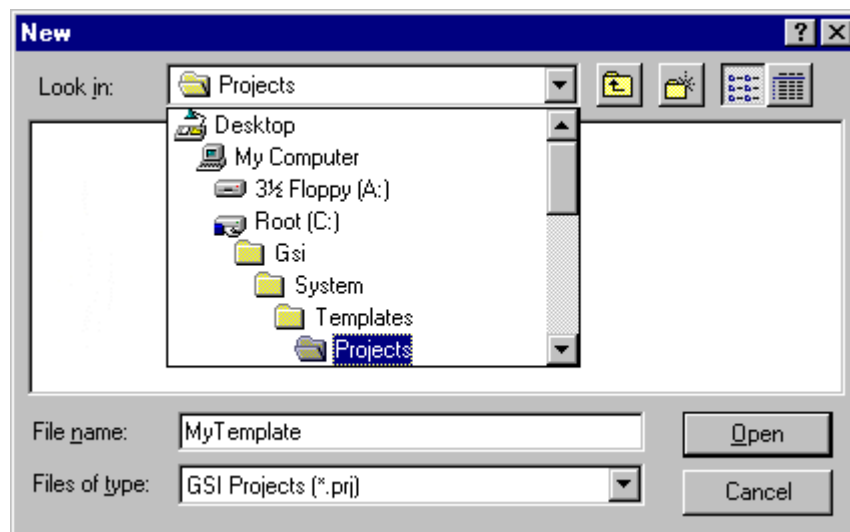 New
Look in:
Projects
Desktop
My Computer
3½ Floppy (A:)
Root (C:)
Gsi
System
Templates
Projects
File name:
MyTemplate
Open
Files of type:
GSI Projects (*.prj)
Cancel